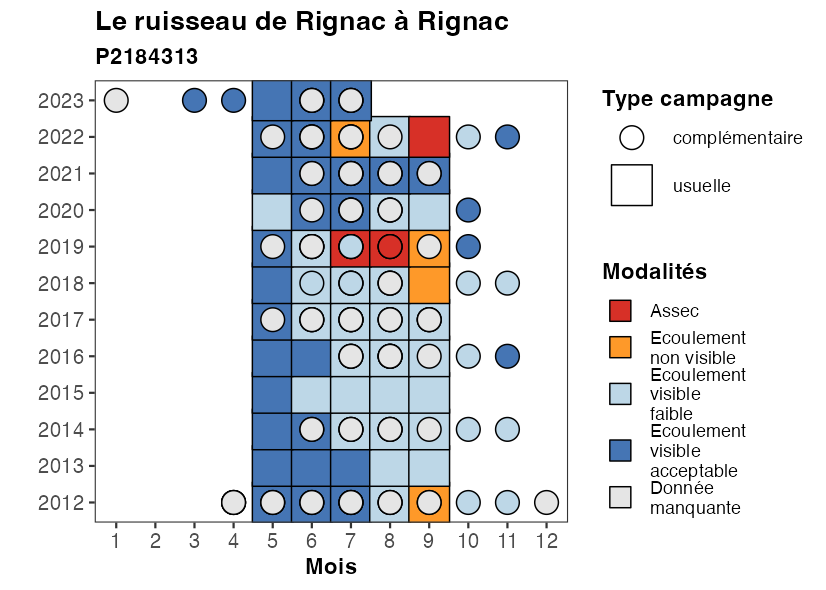 Le ruisseau de Rignac à Rignac
P2184313
2023
2022
2021
2020
2019
2018
2017
2016
2015
2014
2013
2012
1 2 3 4 5 6 7 8 9 10 11 12
Mois
Type campagne
complémentaire
usuelle
Modalités
Assec
Ecoulement
non visible
Ecoulement
visible
faible
Ecoulement
visible
acceptable
Donnée
manquante